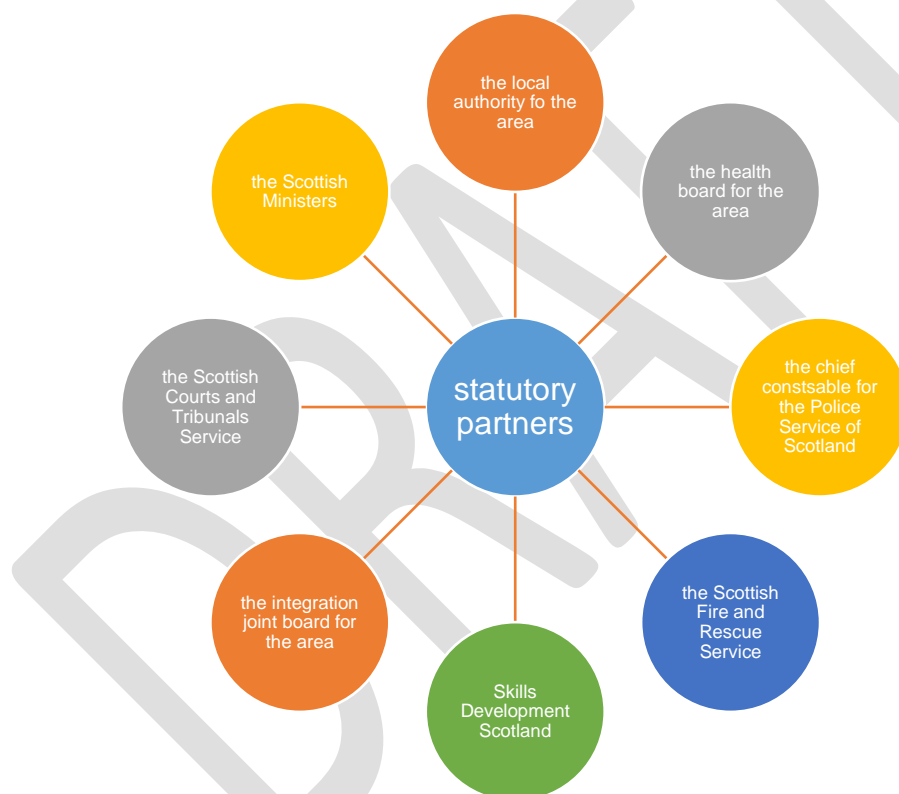 the local
authority fo the
area
the health
board for the
area
the chief
constsable for
the Police
Service of
Scotland
the Scottish
Fire and
Rescue
Service
Skills
Development
Scotland
the integration
joint board for
the area
the Scottish
Courts and
Tribunals
Service
the Scottish
Ministers
statutory
partners
DRAFT